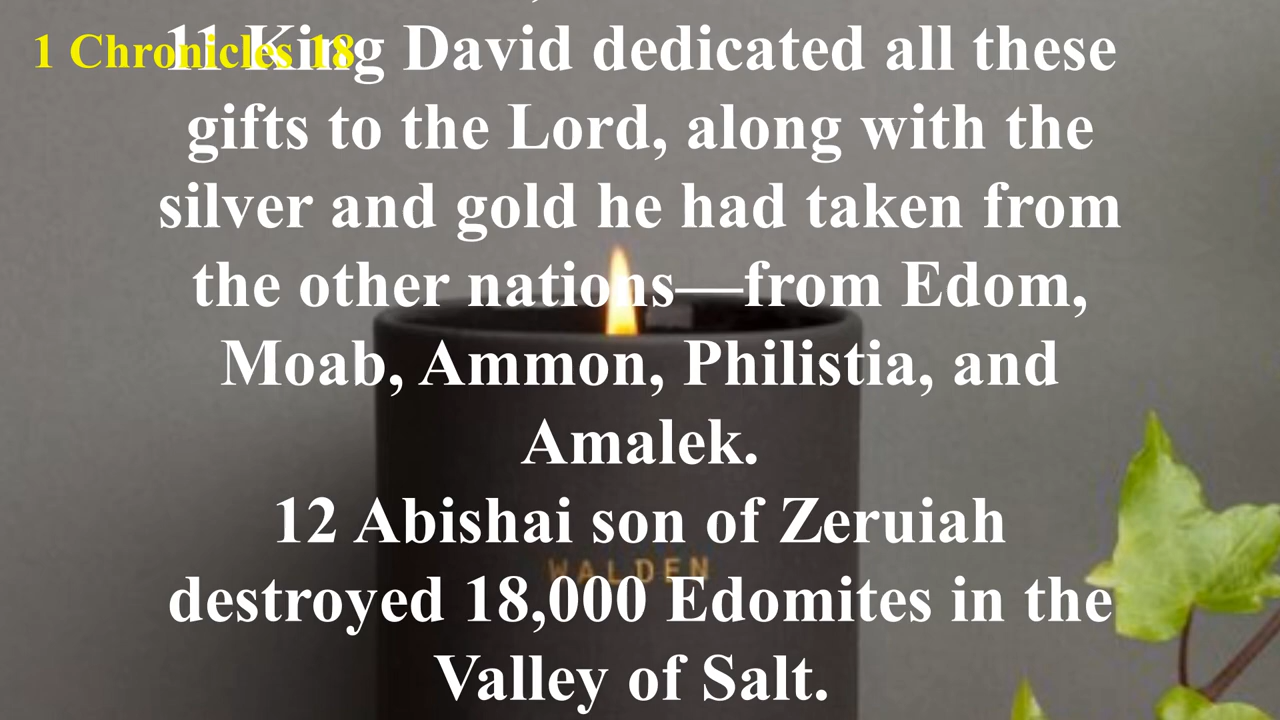 1 Chronicles 18
11 King David dedicated all these
gifts to the Lord, along with the
silver and gold he had taken from
the other nations—from Edom,
Moab, Ammon, Philistia, and
Amalek.
12 Abishai son of Zeruiah
WALDEN
destroyed 18,000 Edomites in the
Valley of Salt.